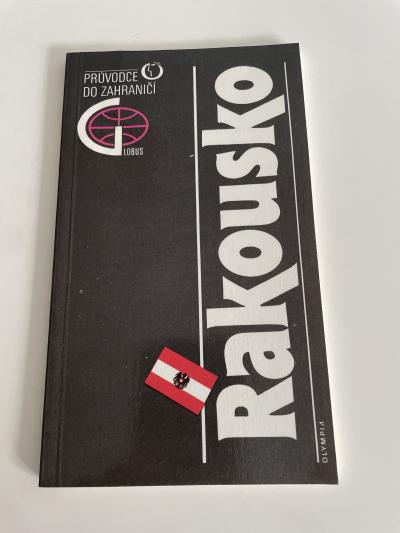 PRŮVODCE
DO ZAHRANIČÍ
GLOBUS
Rakousko
OLYMPIA